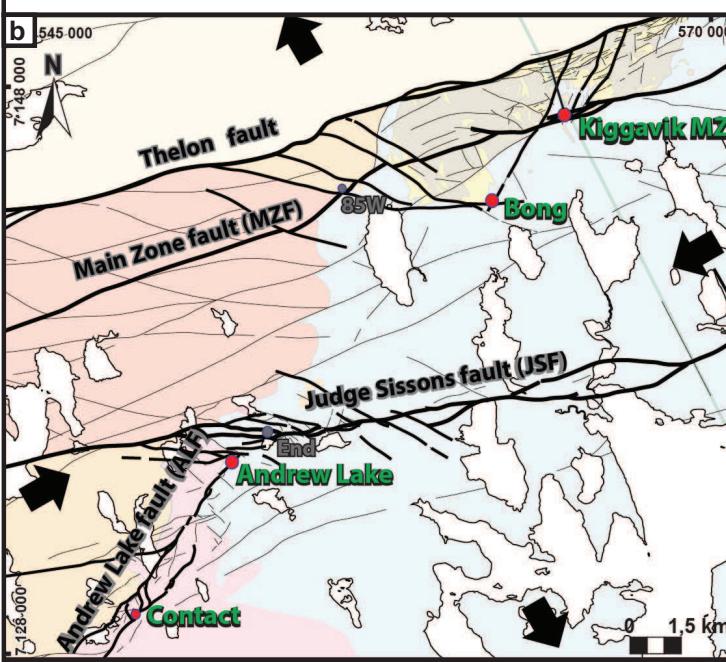 b
545 000
570 000
N
7·148 000
Thelon fault
Kiggavik MZ
85W
Bong
Main Zone fault (MZF)
Judge Sissons fault (JSF)
End
Andrew Lake
Andrew Lake fault (ALF)
Contact
7·128·000
0 1,5 km